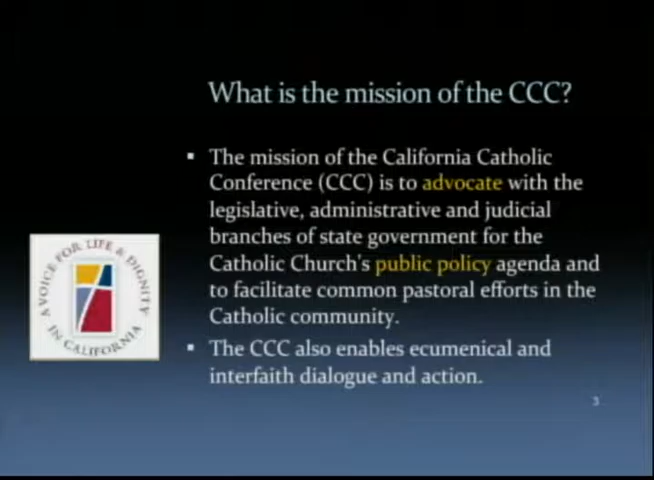 What is the mission of the CCC?
▪ The mission of the California Catholic
Conference (CCC) is to advocate with the
legislative, administrative and judicial
branches of state government for the
Catholic Church's public policy agenda and
to facilitate common pastoral efforts in the
Catholic community.
▪ The CCC also enables ecumenical and
interfaith dialogue and action.
A VOICE FOR LIFE & DIGNITY
IN CALIFORNIA
3